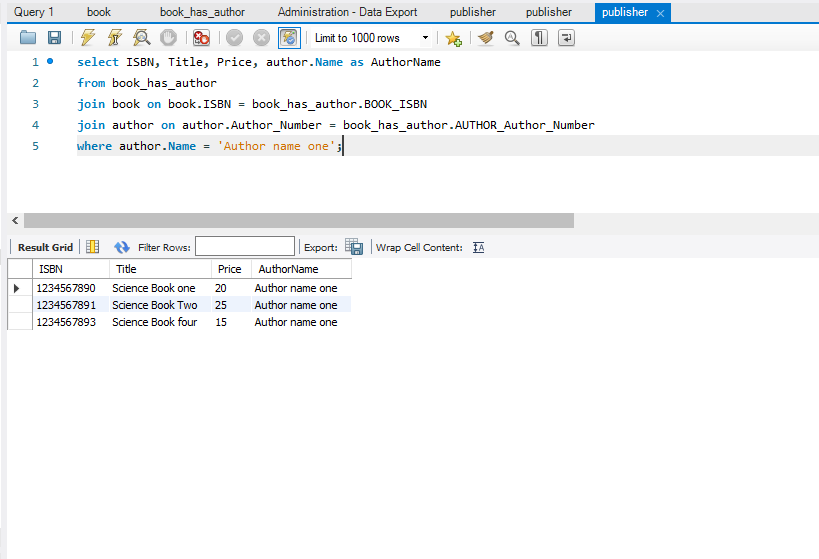 Query 1 book book_has_author Administration - Data Export publisher publisher publisher
Limit to 1000 rows
1 select ISBN, Title, Price, author.Name as AuthorName
2 from book_has_author
3 join book on book.ISBN = book_has_author.BOOK_ISBN
4 join author on author.Author_Number = book_has_author.AUTHOR_Author_Number
5 where author.Name = 'Author name one';
Result Grid Filter Rows: Export: Wrap Cell Content:
ISBN Title Price AuthorName
1234567890 Science Book one 20 Author name one
1234567891 Science Book Two 25 Author name one
1234567893 Science Book four 15 Author name one